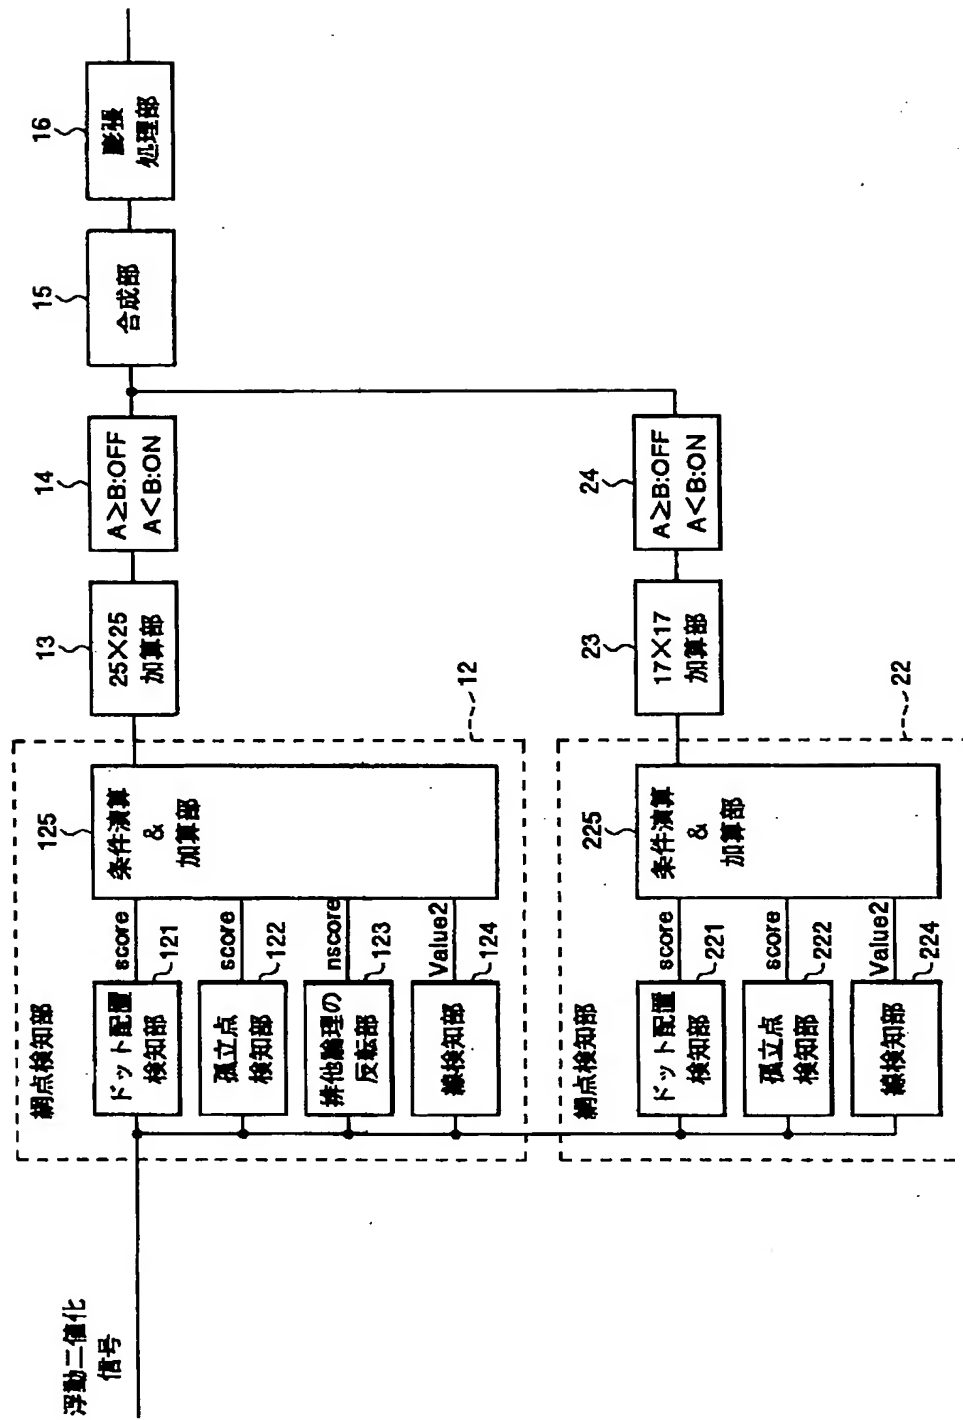 浮動二値化
信号
網点検知部
ドット配置
検知部
121
score
孤立点
検知部
122
score
排他論理の
反転部
123
nscore
線検知部
124
Value2
125
条件演算
&
加算部
12
13
25×25
加算部
14
A≥B:OFF
A<B:ON
15
合成部
16
膨張
処理部
網点検知部
ドット配置
検知部
221
score
孤立点
検知部
222
score
線検知部
224
Value2
225
条件演算
&
加算部
22
23
17×17
加算部
24
A≥B:OFF
A<B:ON